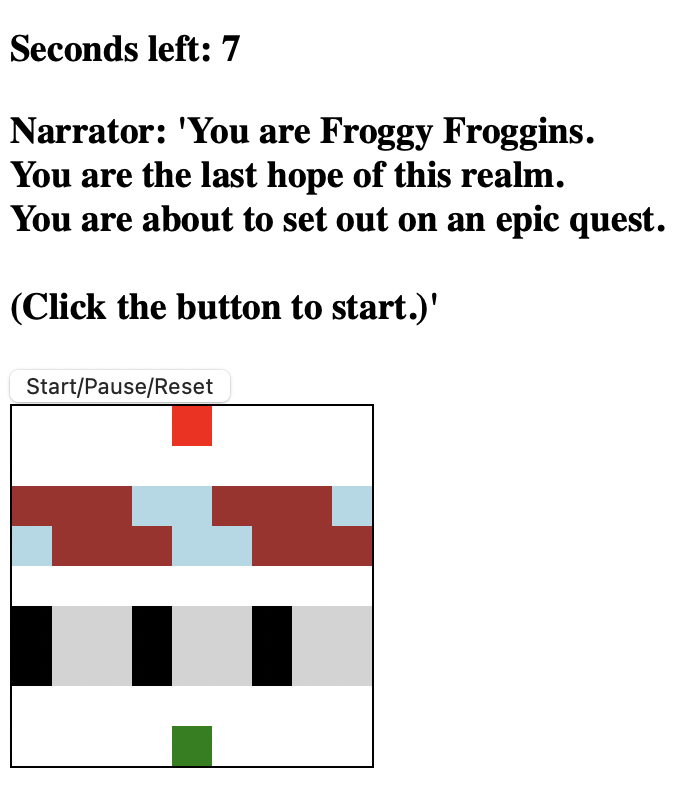 Seconds left: 7
Narrator: 'You are Froggy Froggins.
You are the last hope of this realm.
You are about to set out on an epic quest.
(Click the button to start.)'
Start/Pause/Reset